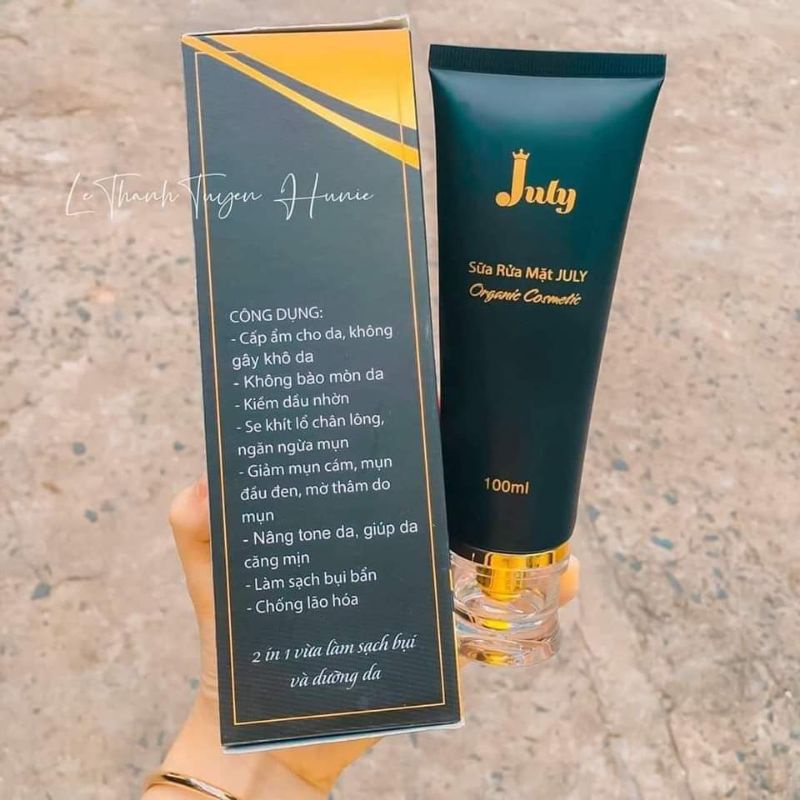 Le Thanh Tuyen Hunie
CÔNG DỤNG:
- Cấp ẩm cho da, không
gây khô da
- Không bào mòn da
- Kiềm dầu nhờn
- Se khít lổ chân lông,
ngăn ngừa mụn
- Giảm mụn cám, mụn
đầu đen, mờ thâm do
mụn
- Nâng tone da, giúp da
căng mịn
- Làm sạch bụi bẩn
- Chống lão hóa
2 in 1 vừa làm sạch bụi
và dưỡng da
July
Sữa Rửa Mặt JULY
Organic Cosmetic
100ml